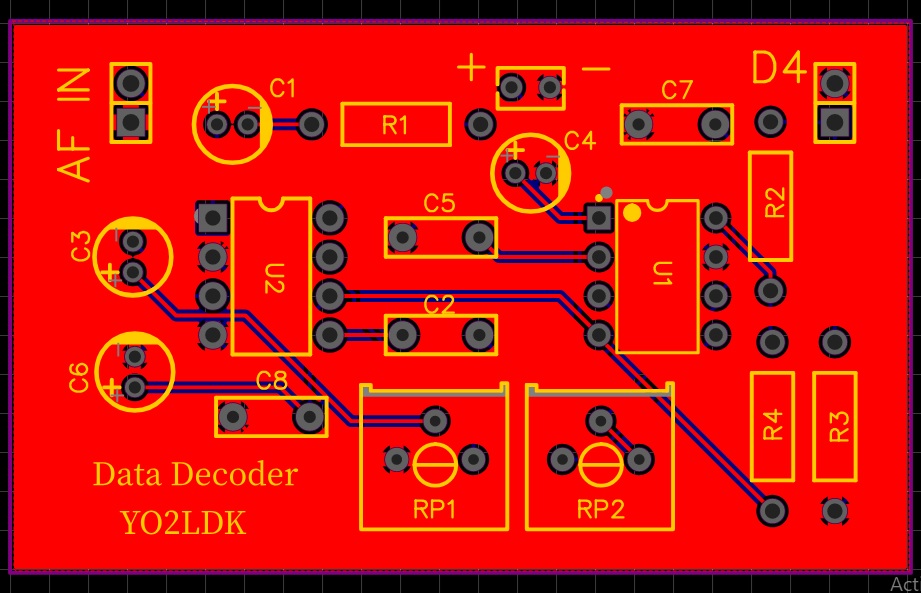 AF IN
C1
R1
+ −
C4
C7
D4
R2
C3
U2
C5
U1
C2
C6
C8
RP1
RP2
R4
R3
Data Decoder
YO2LDK
Act